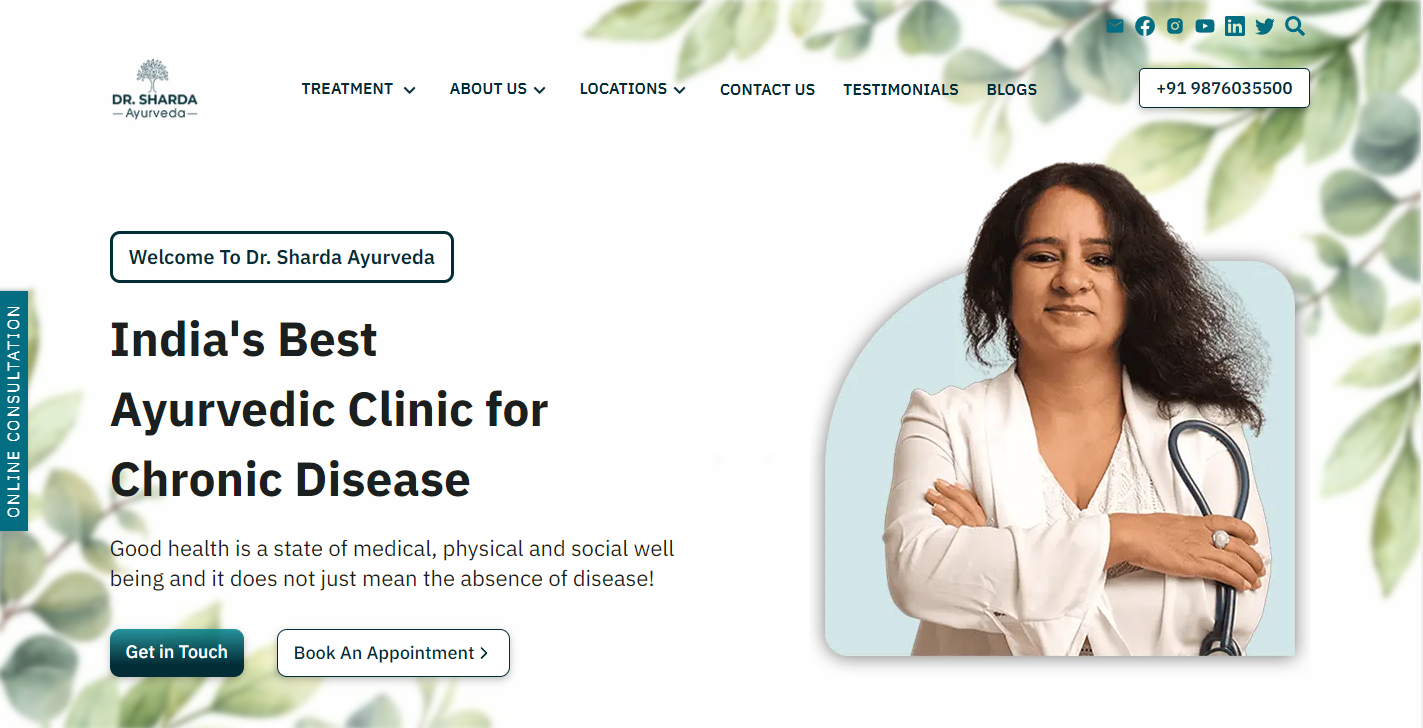 DR. SHARDA
Ayurveda
TREATMENT
ABOUT US
LOCATIONS
CONTACT US
TESTIMONIALS
BLOGS
+91 9876035500
Welcome To Dr. Sharda Ayurveda
India's Best
Ayurvedic Clinic for
Chronic Disease
Good health is a state of medical, physical and social well
being and it does not just mean the absence of disease!
Get in Touch
Book An Appointment
ONLINE CONSULTATION